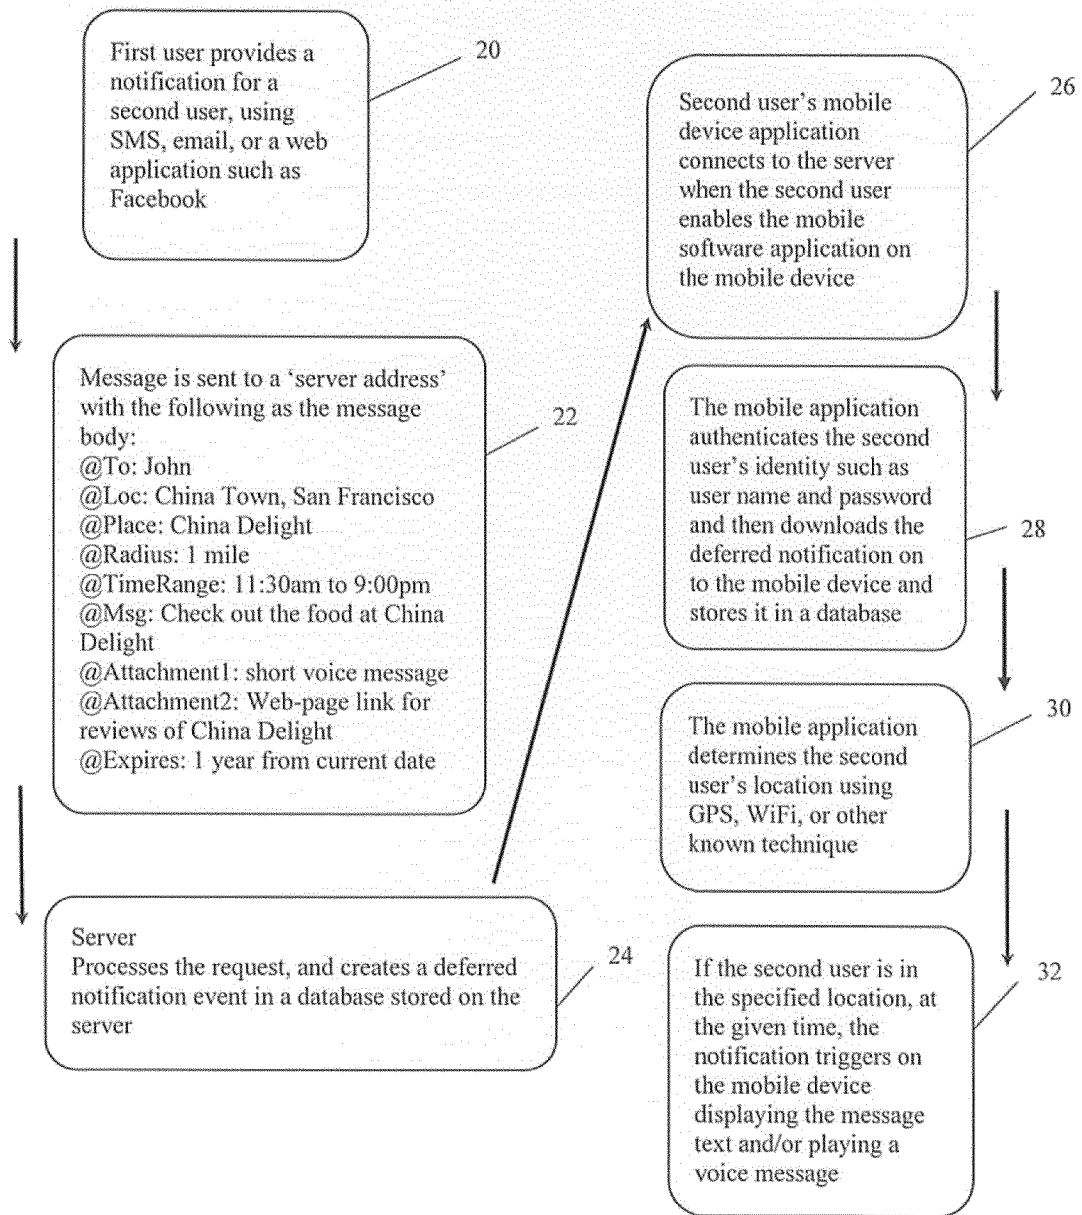 First user provides a
notification for a
second user, using
SMS, email, or a web
application such as
Facebook
20
Message is sent to a ‘server address’
with the following as the message
body:
@To: John
@Loc: China Town, San Francisco
@Place: China Delight
@Radius: 1 mile
@TimeRange: 11:30am to 9:00pm
@Msg: Check out the food at China
Delight
@Attachment1: short voice message
@Attachment2: Web-page link for
reviews of China Delight
@Expires: 1 year from current date
22
Server
Processes the request, and creates a deferred
notification event in a database stored on the
server
24
Second user’s mobile
device application
connects to the server
when the second user
enables the mobile
software application on
the mobile device
26
The mobile application
authenticates the second
user’s identity such as
user name and password
and then downloads the
deferred notification on
to the mobile device and
stores it in a database
28
The mobile application
determines the second
user’s location using
GPS, WiFi, or other
known technique
30
If the second user is in
the specified location, at
the given time, the
notification triggers on
the mobile device
displaying the message
text and/or playing a
voice message
32